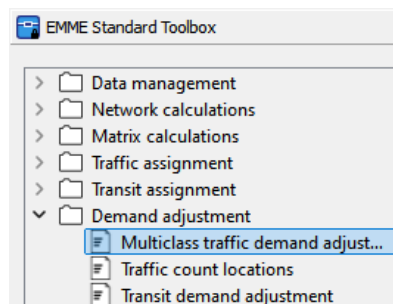 EMME Standard Toolbox
Data management
Network calculations
Matrix calculations
Traffic assignment
Transit assignment
Demand adjustment
Multiclass traffic demand adjust...
Traffic count locations
Transit demand adjustment